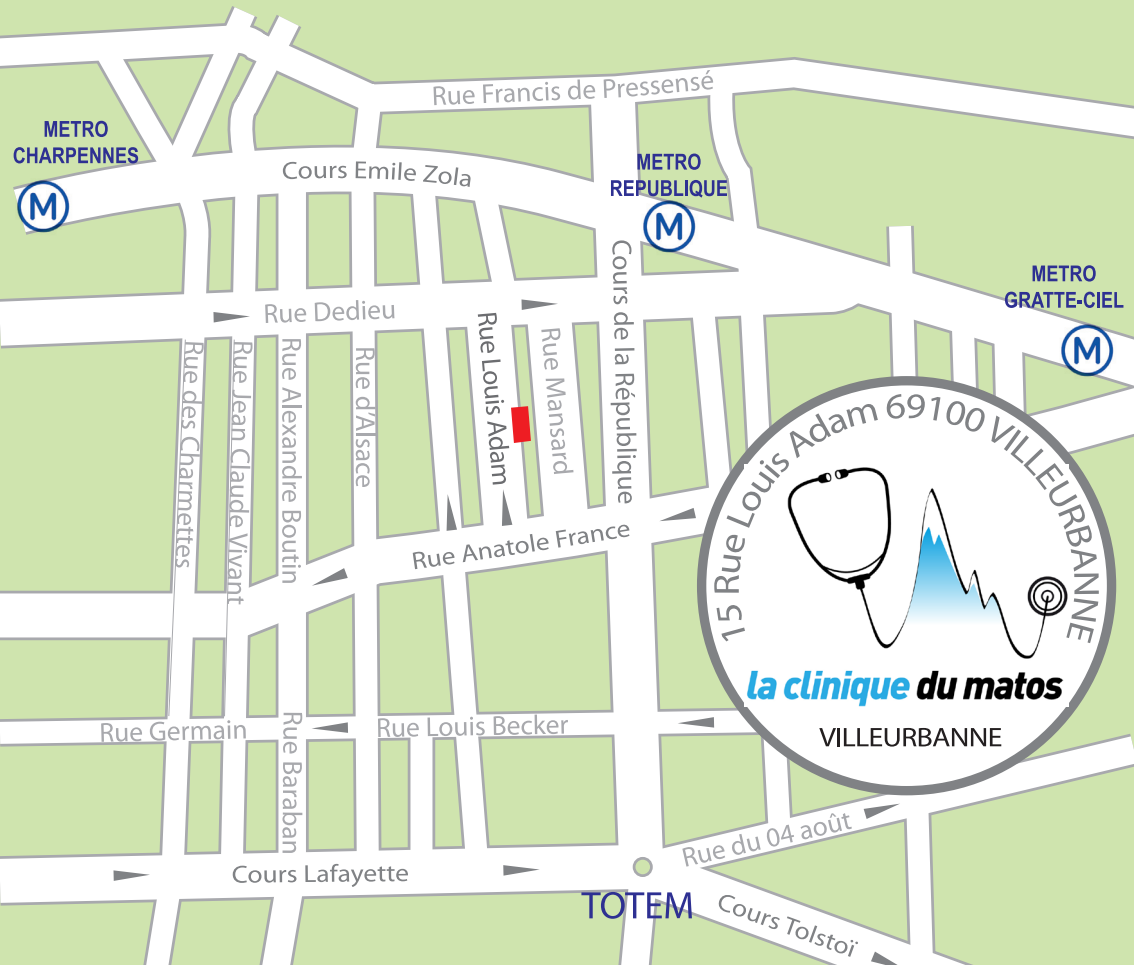 Rue Francis de Pressensé
METRO
CHARPENNES
M
Cours Emile Zola
METRO
REPUBLIQUE
M
METRO
GRATTE-CIEL
M
Rue Dedieu
Cours de la République
Rue Louis Adam
Rue Mansard
Rue des Charmettes
Rue Jean Claude Vivant
Rue Alexandre Boutin
Rue d'Alsace
Rue Anatole France
15 Rue Louis Adam 69100 VILLEURBANNE
la clinique du matos
VILLEURBANNE
Rue Germain
Rue Louis Becker
Rue Baraban
Rue du 04 août
Cours Lafayette
TOTEM
Cours Tolstoï